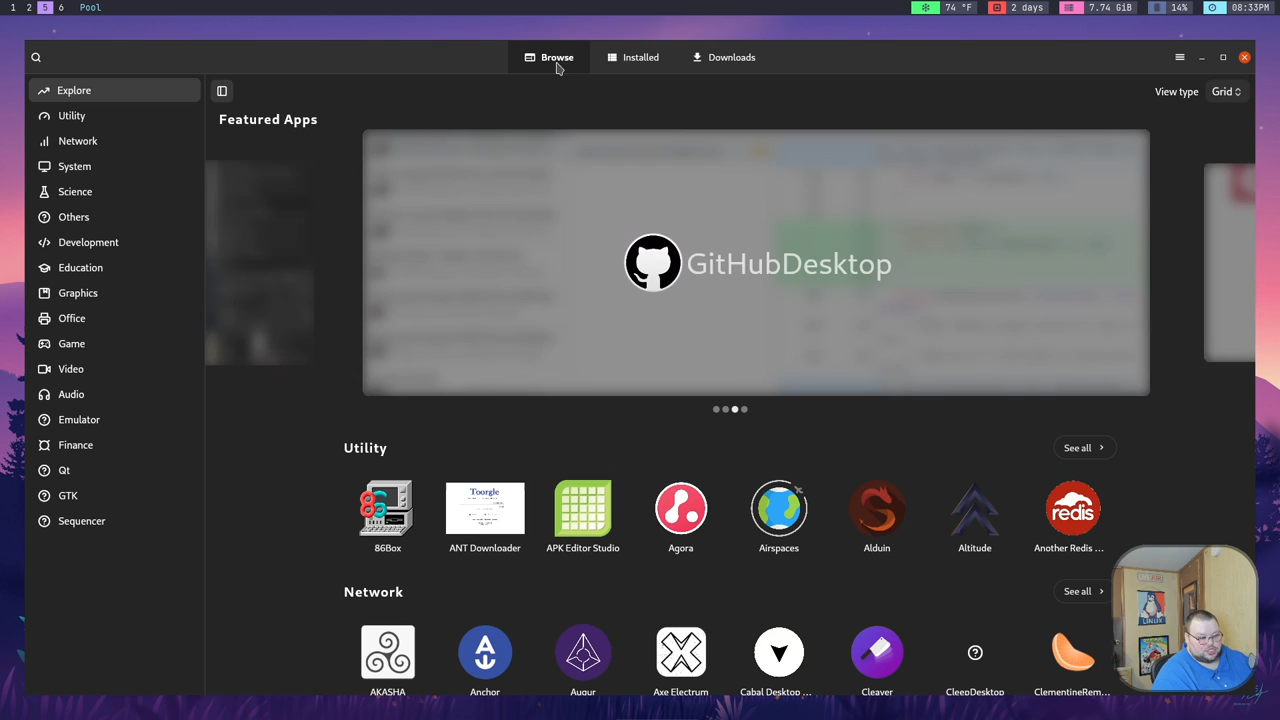 1 2 5 6 Pool
74 °F
2 days
7.74 GiB
14%
08:33PM
Browse
Installed
Downloads
Explore
Utility
Network
System
Science
Others
Development
Education
Graphics
Office
Game
Video
Audio
Emulator
Finance
Qt
GTK
Sequencer
View type
Grid
Featured Apps
GitHubDesktop
Utility
See all
Toorgle
redis
86Box
ANT Downloader
APK Editor Studio
Agora
Airspaces
Alduin
Altitude
Another Redis ...
Network
See all
AKASHA
Anchor
Augur
Axe Electrum
Cabal Desktop ...
Cleaver
CleepDesktop
ClementineRem...
LINUX